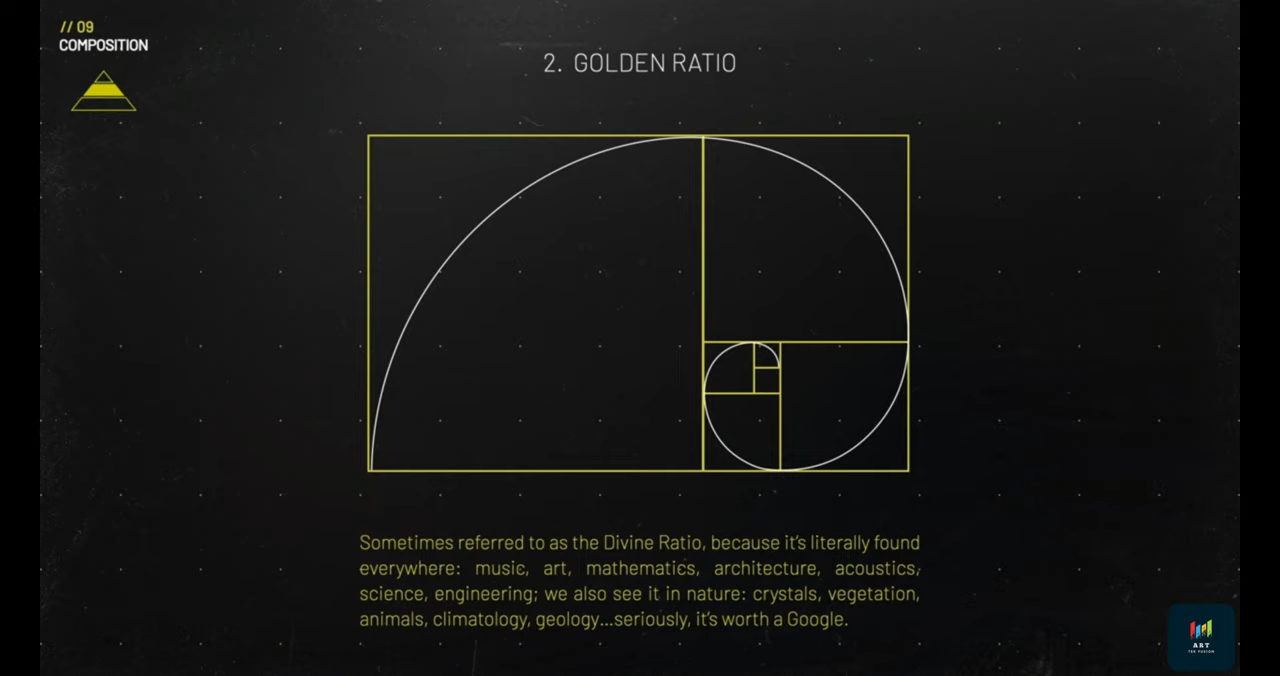 // 09
COMPOSITION
2. GOLDEN RATIO
Sometimes referred to as the Divine Ratio, because it's literally found
everywhere: music, art, mathematics, architecture, acoustics,
science, engineering; we also see it in nature: crystals, vegetation,
animals, climatology, geology...seriously, it's worth a Google.
ART
TEK FUSION